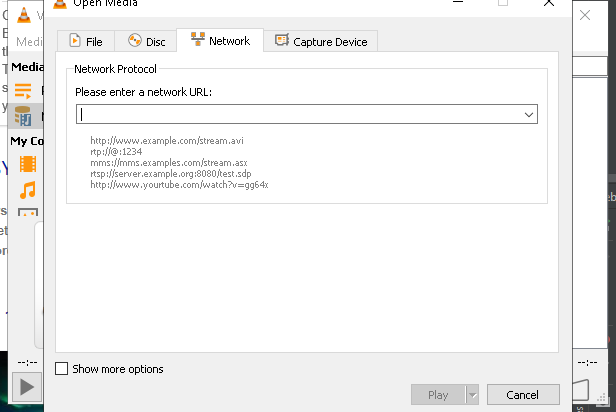 Open Media
Media
File
Disc
Network
Capture Device
Network Protocol
Please enter a network URL:
http://www.example.com/stream.avi
rtp://@:1234
mms://mms.examples.com/stream.asx
rtsp://server.example.org:8080/test.sdp
http://www.yourtube.com/watch?v=gg64x
Media
My Co
--:--
--:--
Show more options
Play
Cancel